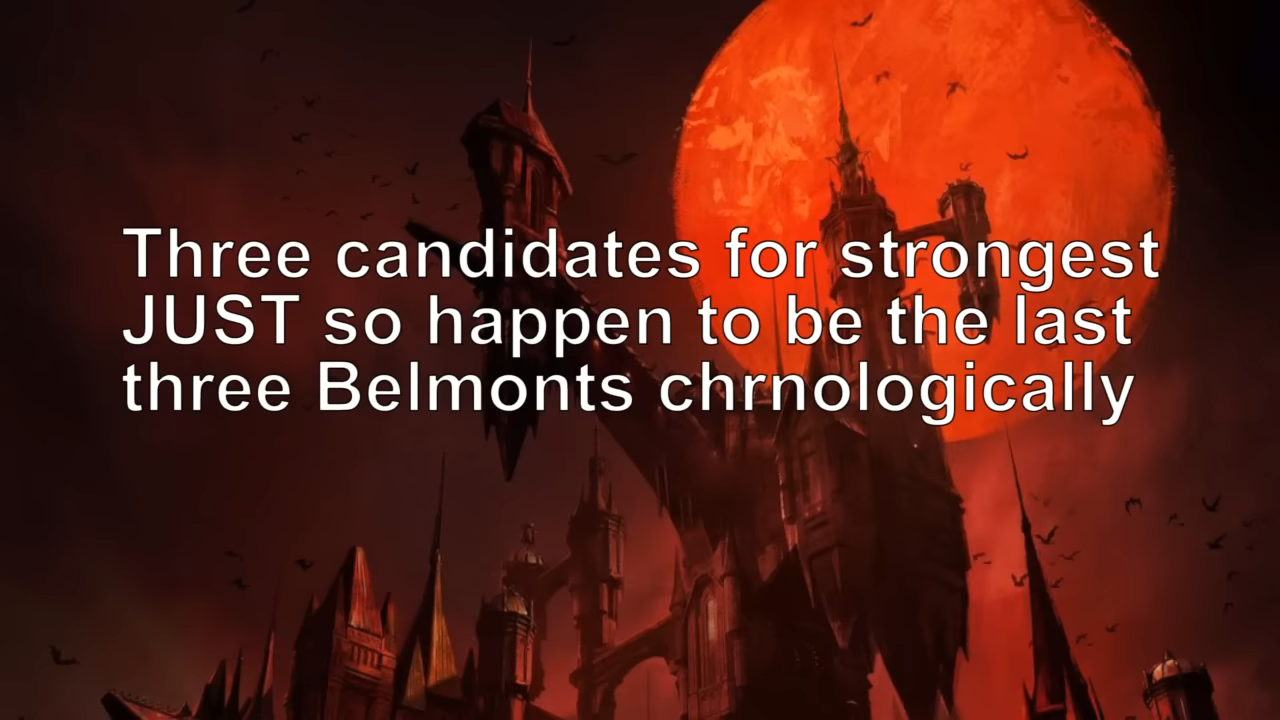 Three candidates for strongest
JUST so happen to be the last
three Belmonts chrnologically